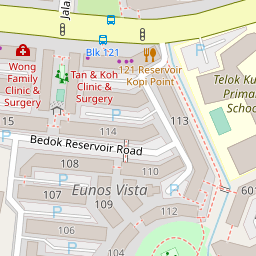 Jala
Blk 121
Wong
Family
Clinic &
Surgery
Tan & Koh
Clinic &
Surgery
121 Reservoir
Kopi Point
Telok Ku
Prima
Schoo
P
113
114
Bedok Reservoir Road
108
110
P
P
107
Eunos Vista
109
P
112
106
P
601